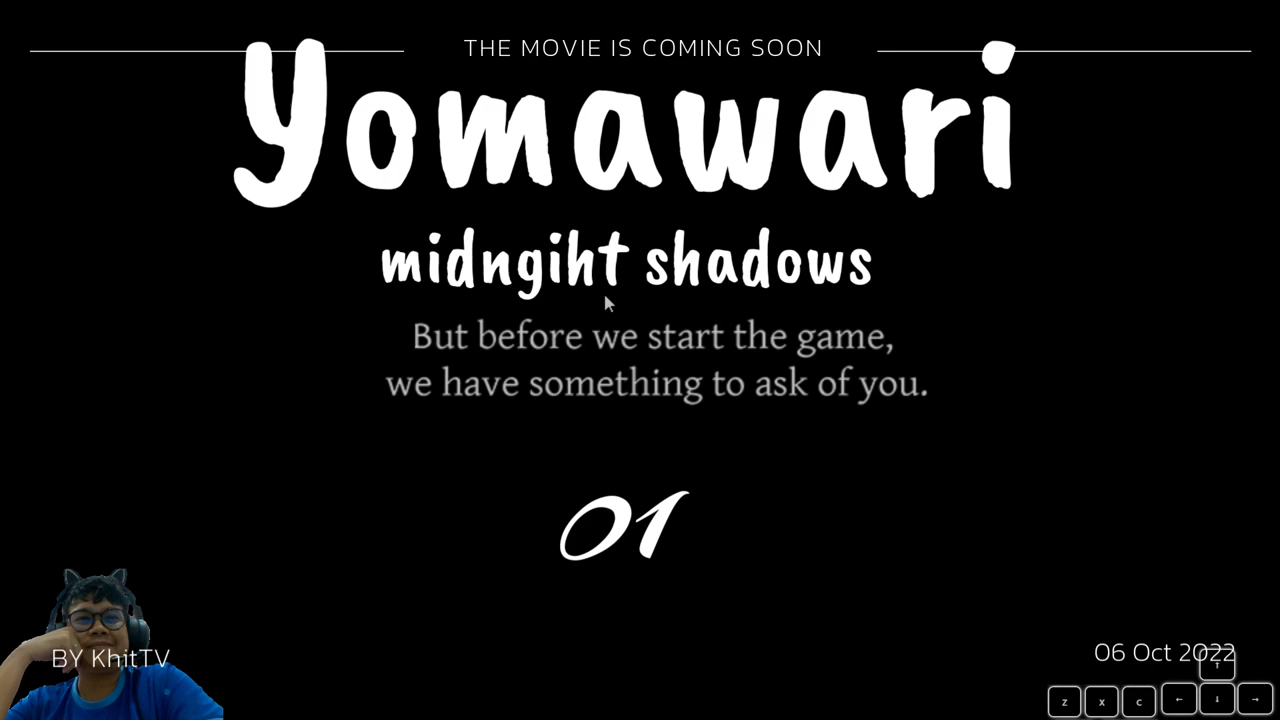 THE MOVIE IS COMING SOON
Yomawari
midngiht shadows
But before we start the game,
we have something to ask of you.
01
BY KhitTV
06 Oct 2022
↑
z x c ← ↓ →